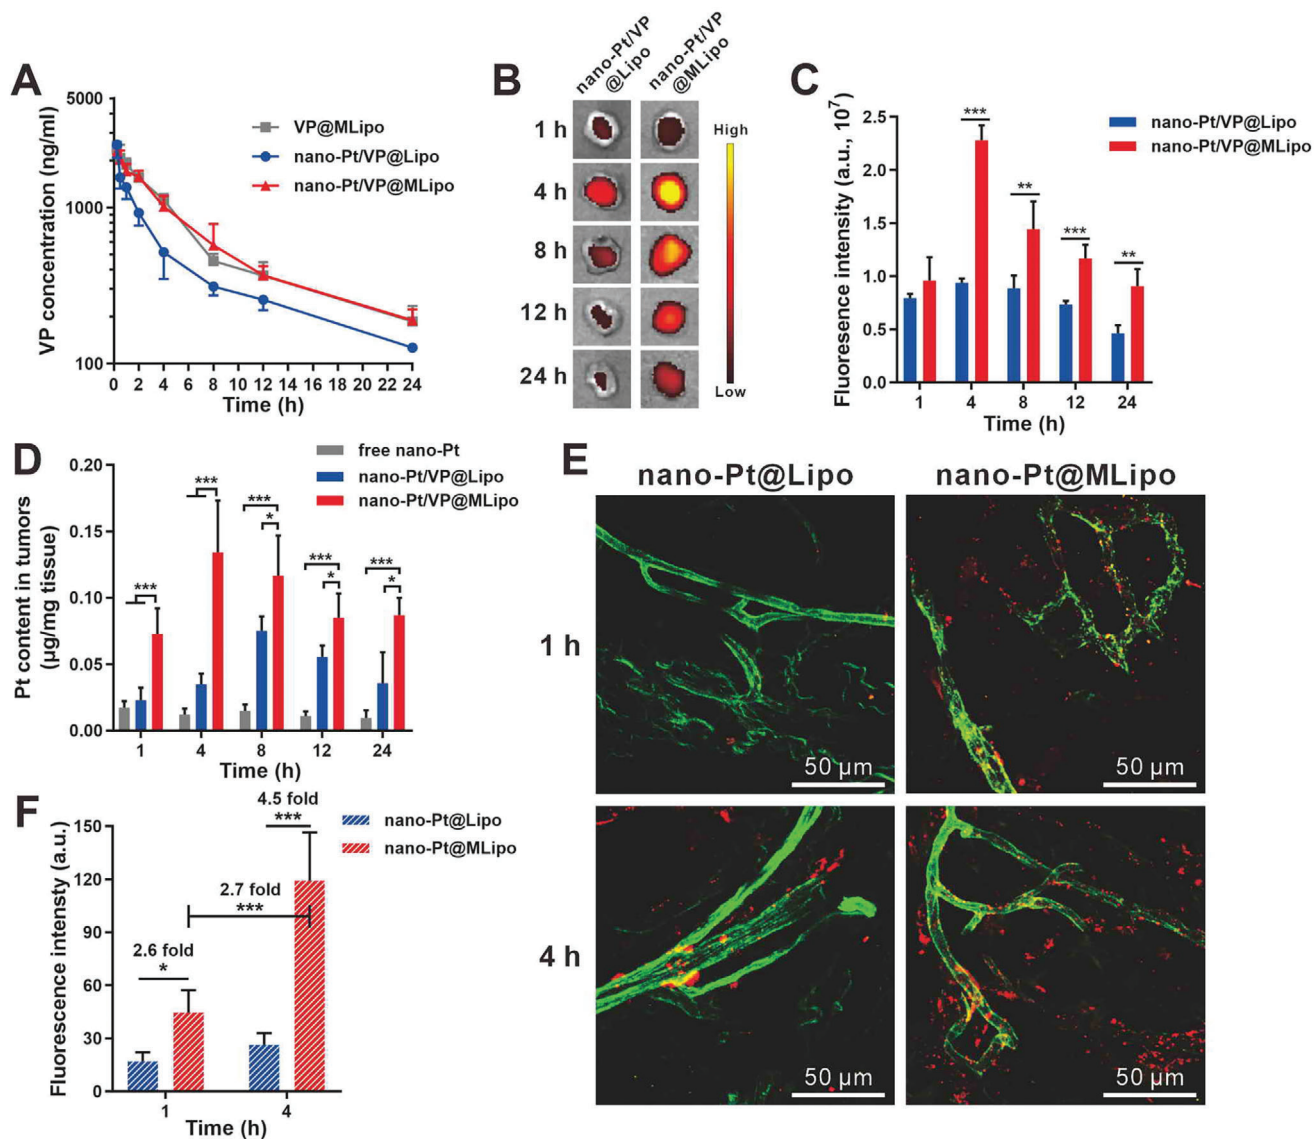 A
5000
1000
100
VP concentration (ng/ml)
VP@MLipo
nano-Pt/VP@Lipo
nano-Pt/VP@MLipo
0 2 4 6 8 10 12 14 16 18 20 22 24
Time (h)
B
nano-Pt/VP
@Lipo
nano-Pt/VP
@MLipo
1 h
4 h
8 h
12 h
24 h
High
Low
C
Fluoresence intensity (a.u., 10⁷)
2.5
2.0
1.5
1.0
0.5
0.0
***
**
***
**
nano-Pt/VP@Lipo
nano-Pt/VP@MLipo
1 4 8 12 24
Time (h)
D
Pt content in tumors
(μg/mg tissue)
0.20
0.15
0.10
0.05
0.00
free nano-Pt
nano-Pt/VP@Lipo
nano-Pt/VP@MLipo
***
***
***
*
***
*
***
*
1 4 8 12 24
Time (h)
E
nano-Pt@Lipo
nano-Pt@MLipo
1 h
50 μm
50 μm
4 h
50 μm
50 μm
F
Fluorescence intensty (a.u.)
150
120
90
60
30
0
nano-Pt@Lipo
nano-Pt@MLipo
4.5 fold
***
2.7 fold
***
2.6 fold
*
1 4
Time (h)